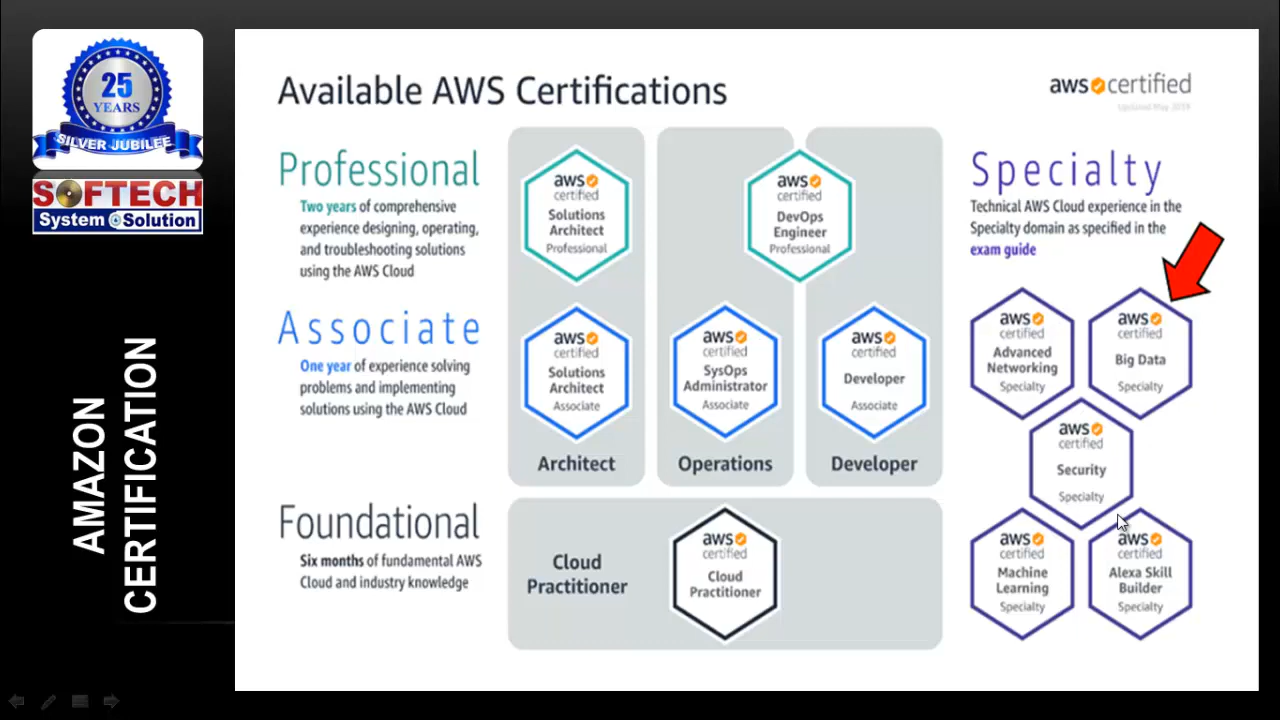 25
YEARS
SILVER JUBILEE
SOFTECH
System @ Solution
AMAZON
CERTIFICATION
Available AWS Certifications
aws certified
Updated May 2019
Professional
Two years of comprehensive
experience designing, operating,
and troubleshooting solutions
using the AWS Cloud
aws
certified
Solutions
Architect
Professional
aws
certified
DevOps
Engineer
Professional
Specialty
Technical AWS Cloud experience in the
Specialty domain as specified in the
exam guide
Associate
One year of experience solving
problems and implementing
solutions using the AWS Cloud
aws
certified
Solutions
Architect
Associate
aws
certified
SysOps
Administrator
Associate
aws
certified
Developer
Associate
Architect
Operations
Developer
aws
certified
Advanced
Networking
Specialty
aws
certified
Big Data
Specialty
aws
certified
Security
Specialty
aws
certified
Machine
Learning
Specialty
aws
certified
Alexa Skill
Builder
Specialty
Foundational
Six months of fundamental AWS
Cloud and industry knowledge
Cloud
Practitioner
aws
certified
Cloud
Practitioner